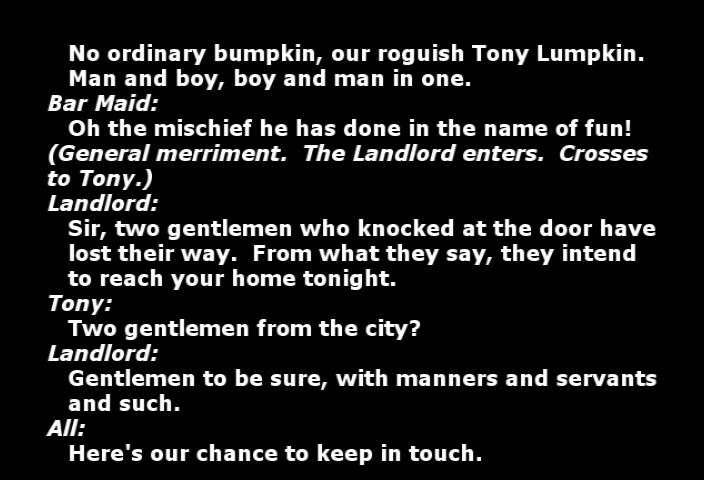 No ordinary bumpkin, our roguish Tony Lumpkin.
Man and boy, boy and man in one.
Bar Maid:
Oh the mischief he has done in the name of fun!
(General merriment.  The Landlord enters.  Crosses
to Tony.)
Landlord:
Sir, two gentlemen who knocked at the door have
lost their way.  From what they say, they intend
to reach your home tonight.
Tony:
Two gentlemen from the city?
Landlord:
Gentlemen to be sure, with manners and servants
and such.
All:
Here's our chance to keep in touch.